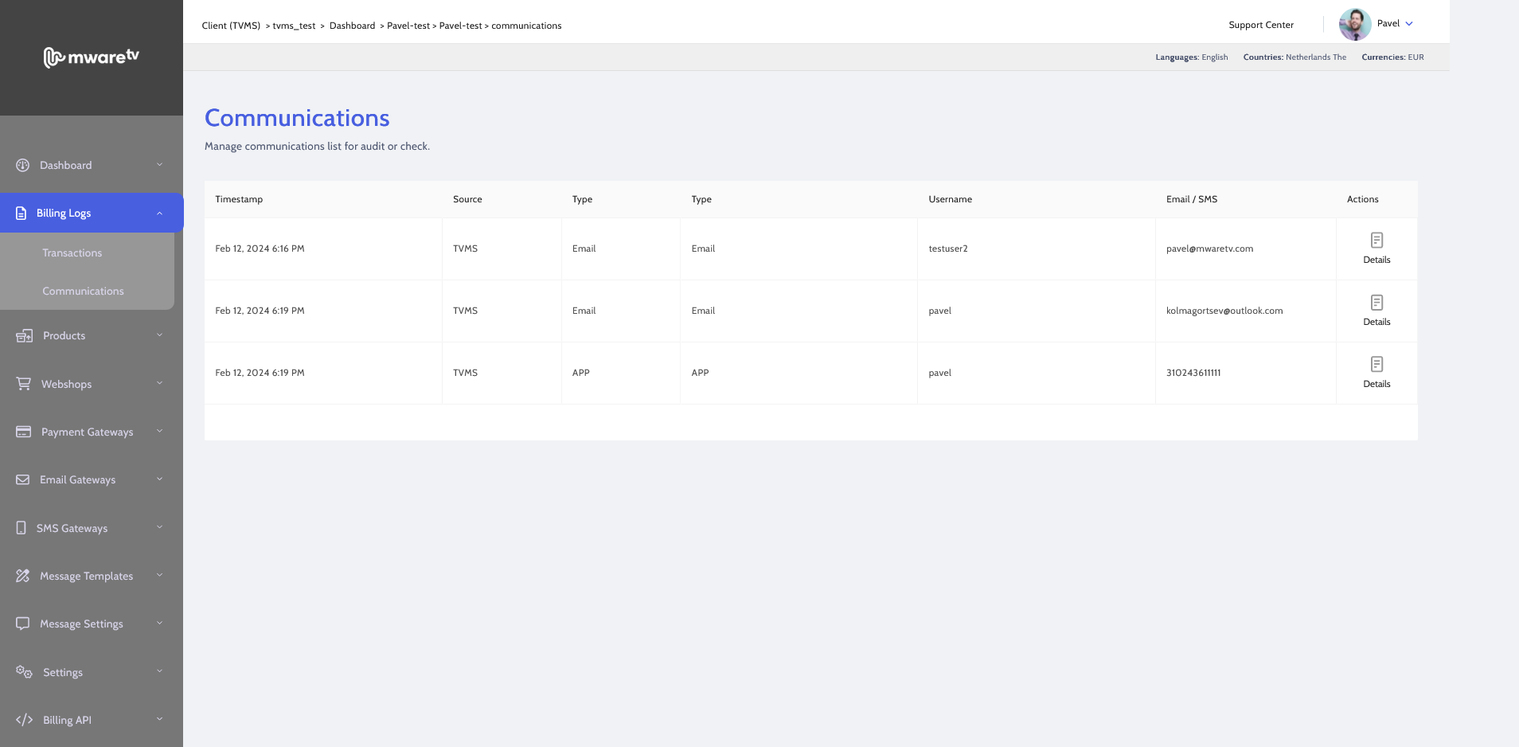 mwaretv
Client (TVMS) > tvms_test > Dashboard > Pavel-test > Pavel-test > communications
Support Center
Pavel
Languages: English Countries: Netherlands The Currencies: EUR
Dashboard
Billing Logs
Transactions
Communications
Products
Webshops
Payment Gateways
Email Gateways
SMS Gateways
Message Templates
Message Settings
Settings
Billing API
Communications
Manage communications list for audit or check.
Timestamp Source Type Type Username Email / SMS Actions
Feb 12, 2024 6:16 PM TVMS Email Email testuser2 pavel@mwaretv.com Details
Feb 12, 2024 6:19 PM TVMS Email Email pavel kolmagortsev@outlook.com Details
Feb 12, 2024 6:19 PM TVMS APP APP pavel 310243611111 Details